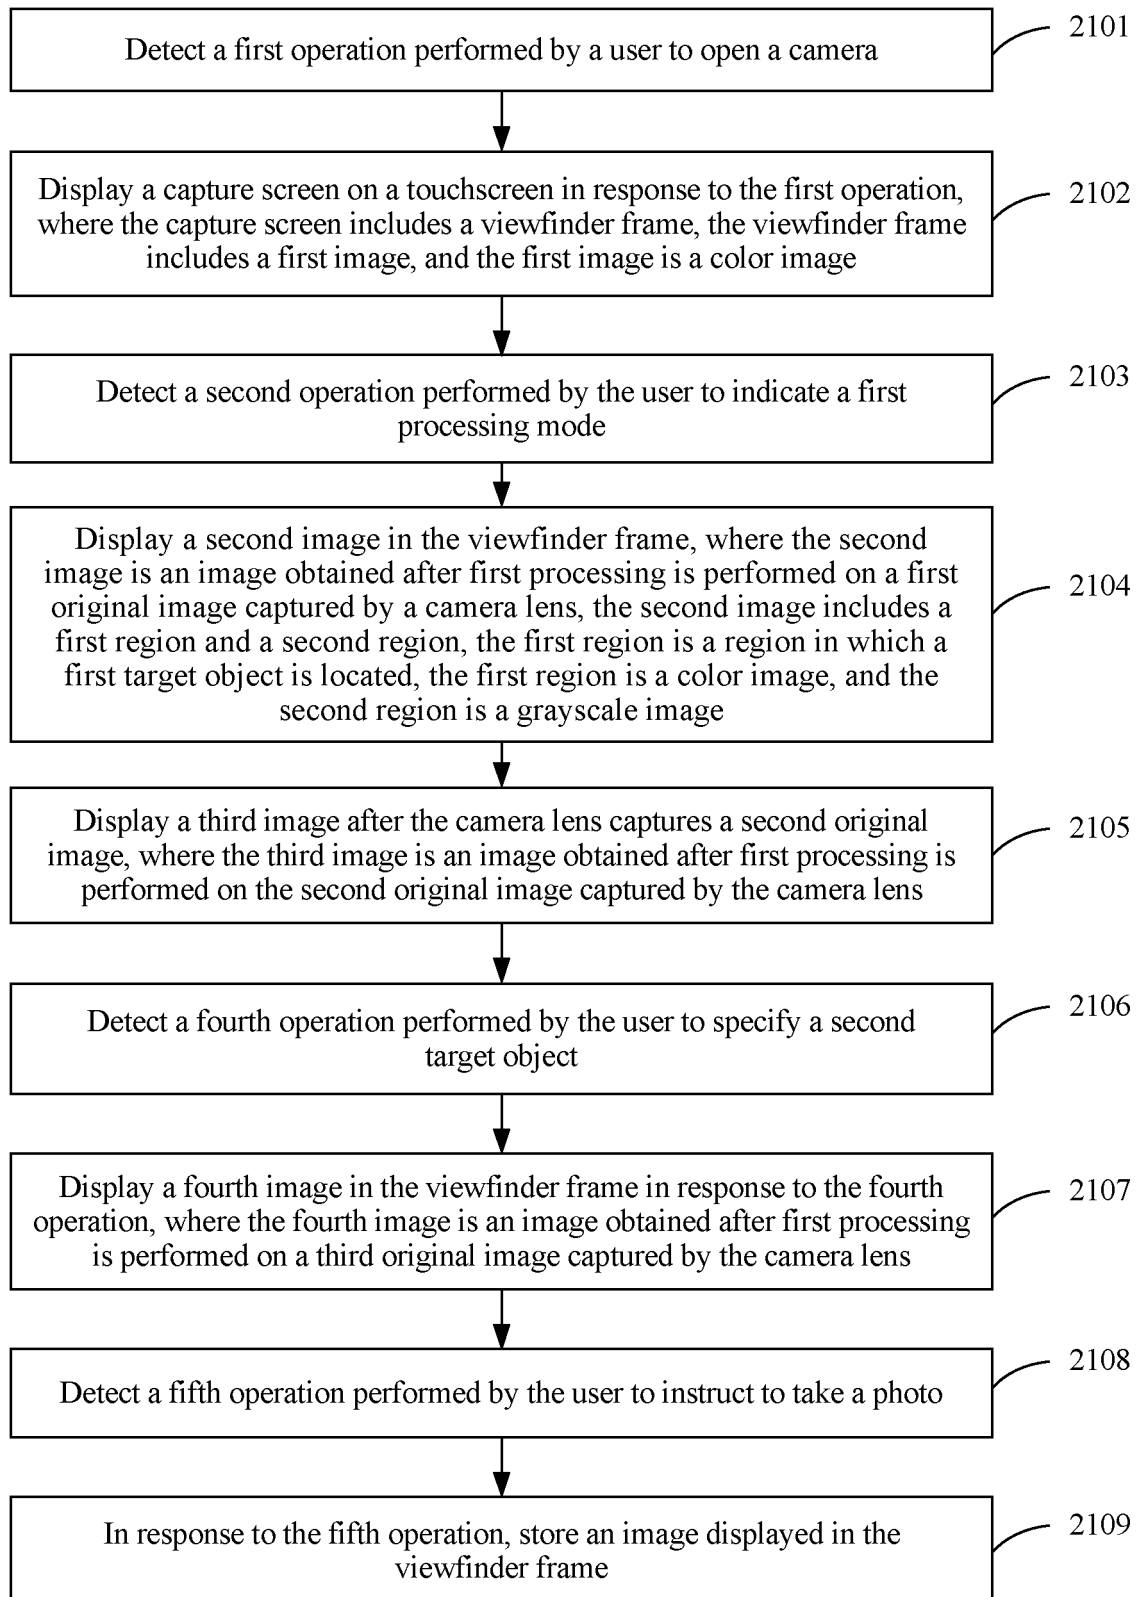 Detect a first operation performed by a user to open a camera
2101
Display a capture screen on a touchscreen in response to the first operation,
where the capture screen includes a viewfinder frame, the viewfinder frame
includes a first image, and the first image is a color image
2102
Detect a second operation performed by the user to indicate a first
processing mode
2103
Display a second image in the viewfinder frame, where the second
image is an image obtained after first processing is performed on a first
original image captured by a camera lens, the second image includes a
first region and a second region, the first region is a region in which a
first target object is located, the first region is a color image, and the
second region is a grayscale image
2104
Display a third image after the camera lens captures a second original
image, where the third image is an image obtained after first processing is
performed on the second original image captured by the camera lens
2105
Detect a fourth operation performed by the user to specify a second
target object
2106
Display a fourth image in the viewfinder frame in response to the fourth
operation, where the fourth image is an image obtained after first processing
is performed on a third original image captured by the camera lens
2107
Detect a fifth operation performed by the user to instruct to take a photo
2108
In response to the fifth operation, store an image displayed in the
viewfinder frame
2109